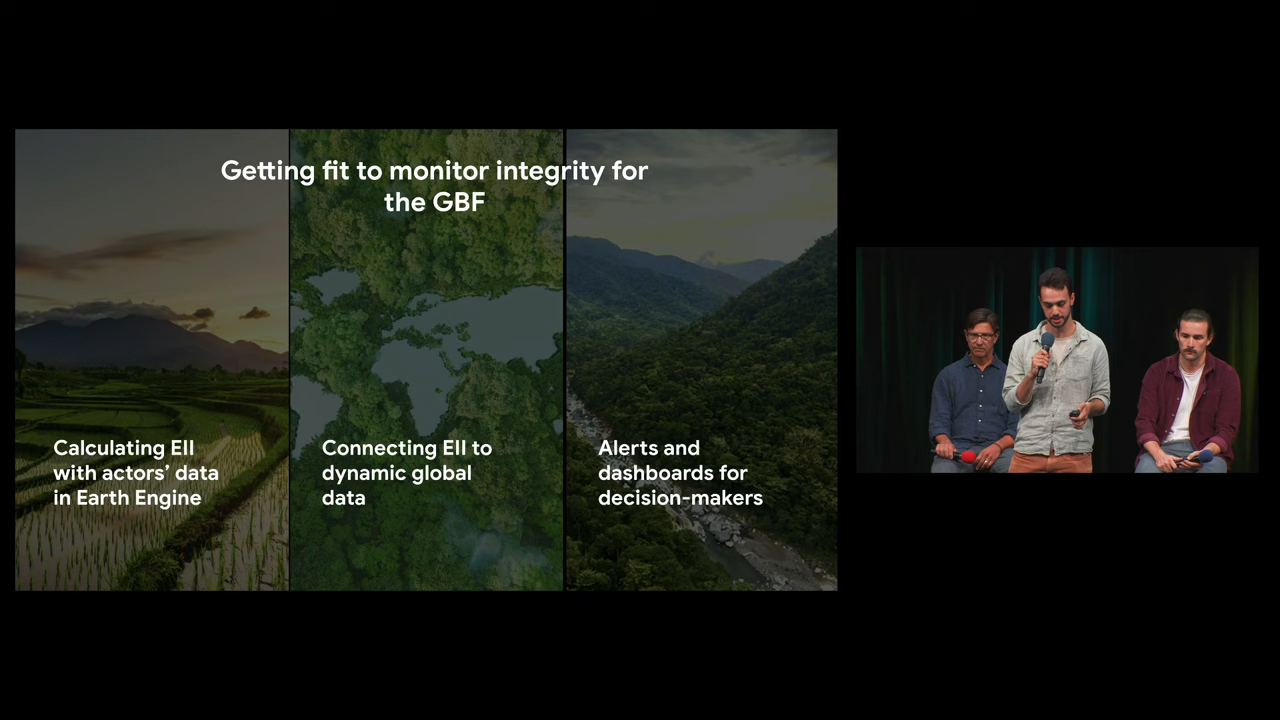 Getting fit to monitor integrity for
the GBF
Calculating EII
with actors’ data
in Earth Engine
Connecting EII to
dynamic global
data
Alerts and
dashboards for
decision-makers